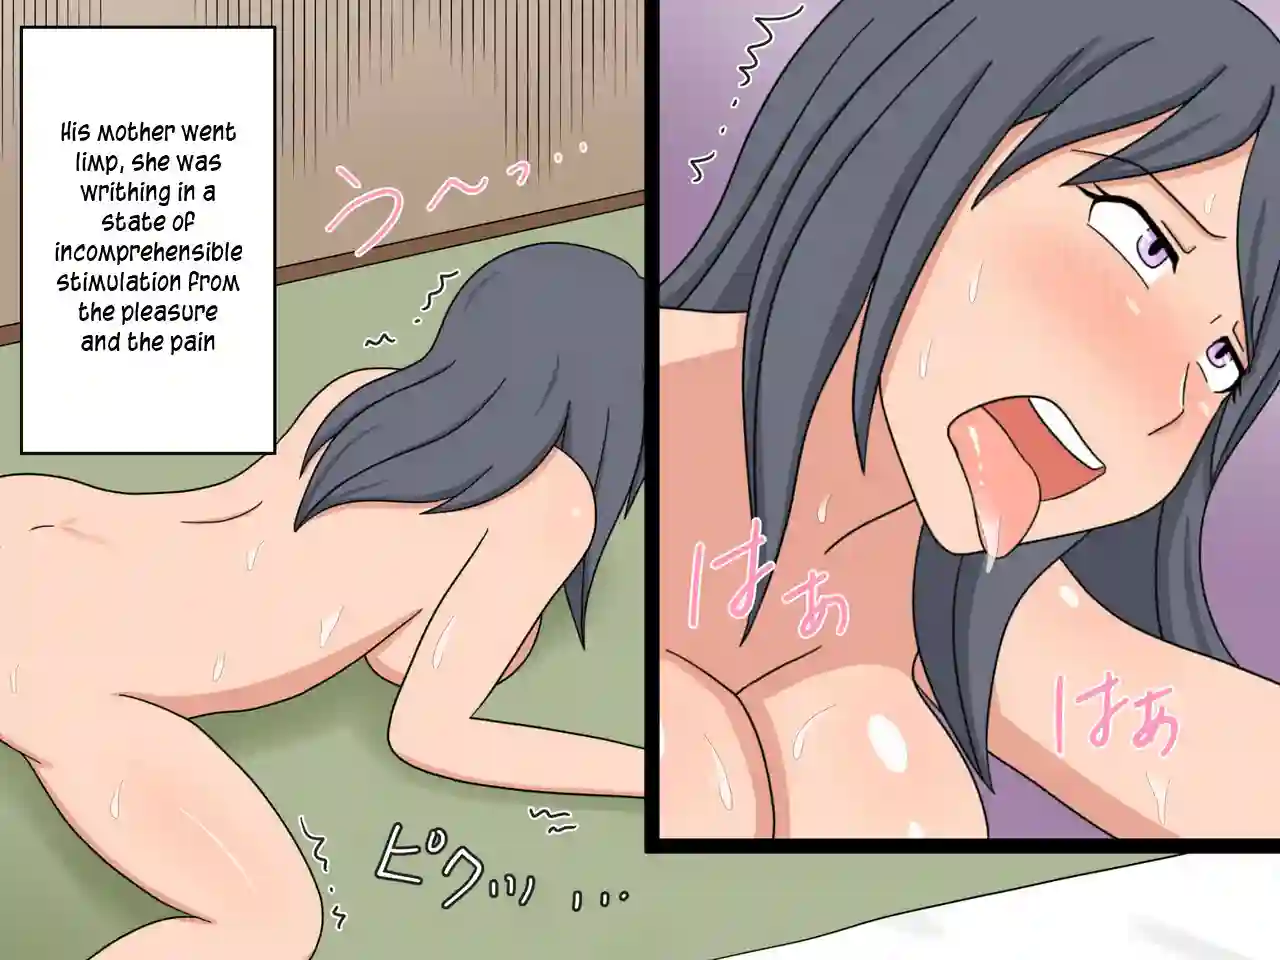 His mother went
limp, she was
writhing in a
state of
incomprehensible
stimulation from
the pleasure
and the pain
う～っ…
ピクッ…
はぁ
はぁ